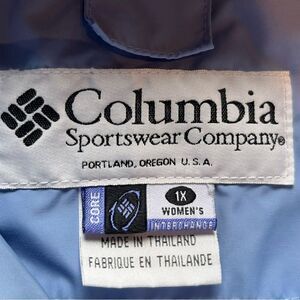 Columbia
Sportswear Company®
PORTLAND, OREGON U.S.A.
CORE
1X
WOMEN'S
INTERCHANGE
MADE IN THAILAND
FABRIQUE EN THAILANDE